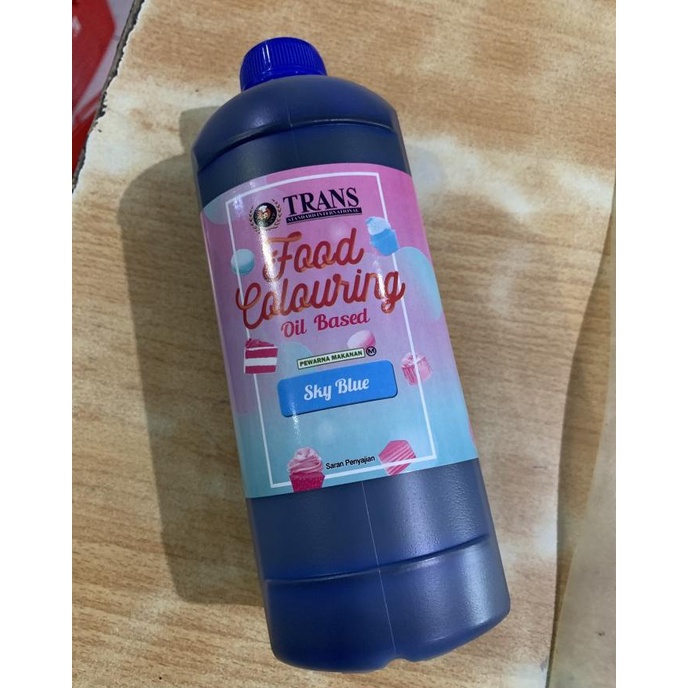 TRANS
STANDARD INTERNATIONAL
Food
Colouring
Oil Based
PEWARNA MAKANAN M
Sky Blue
Saran Penyajian